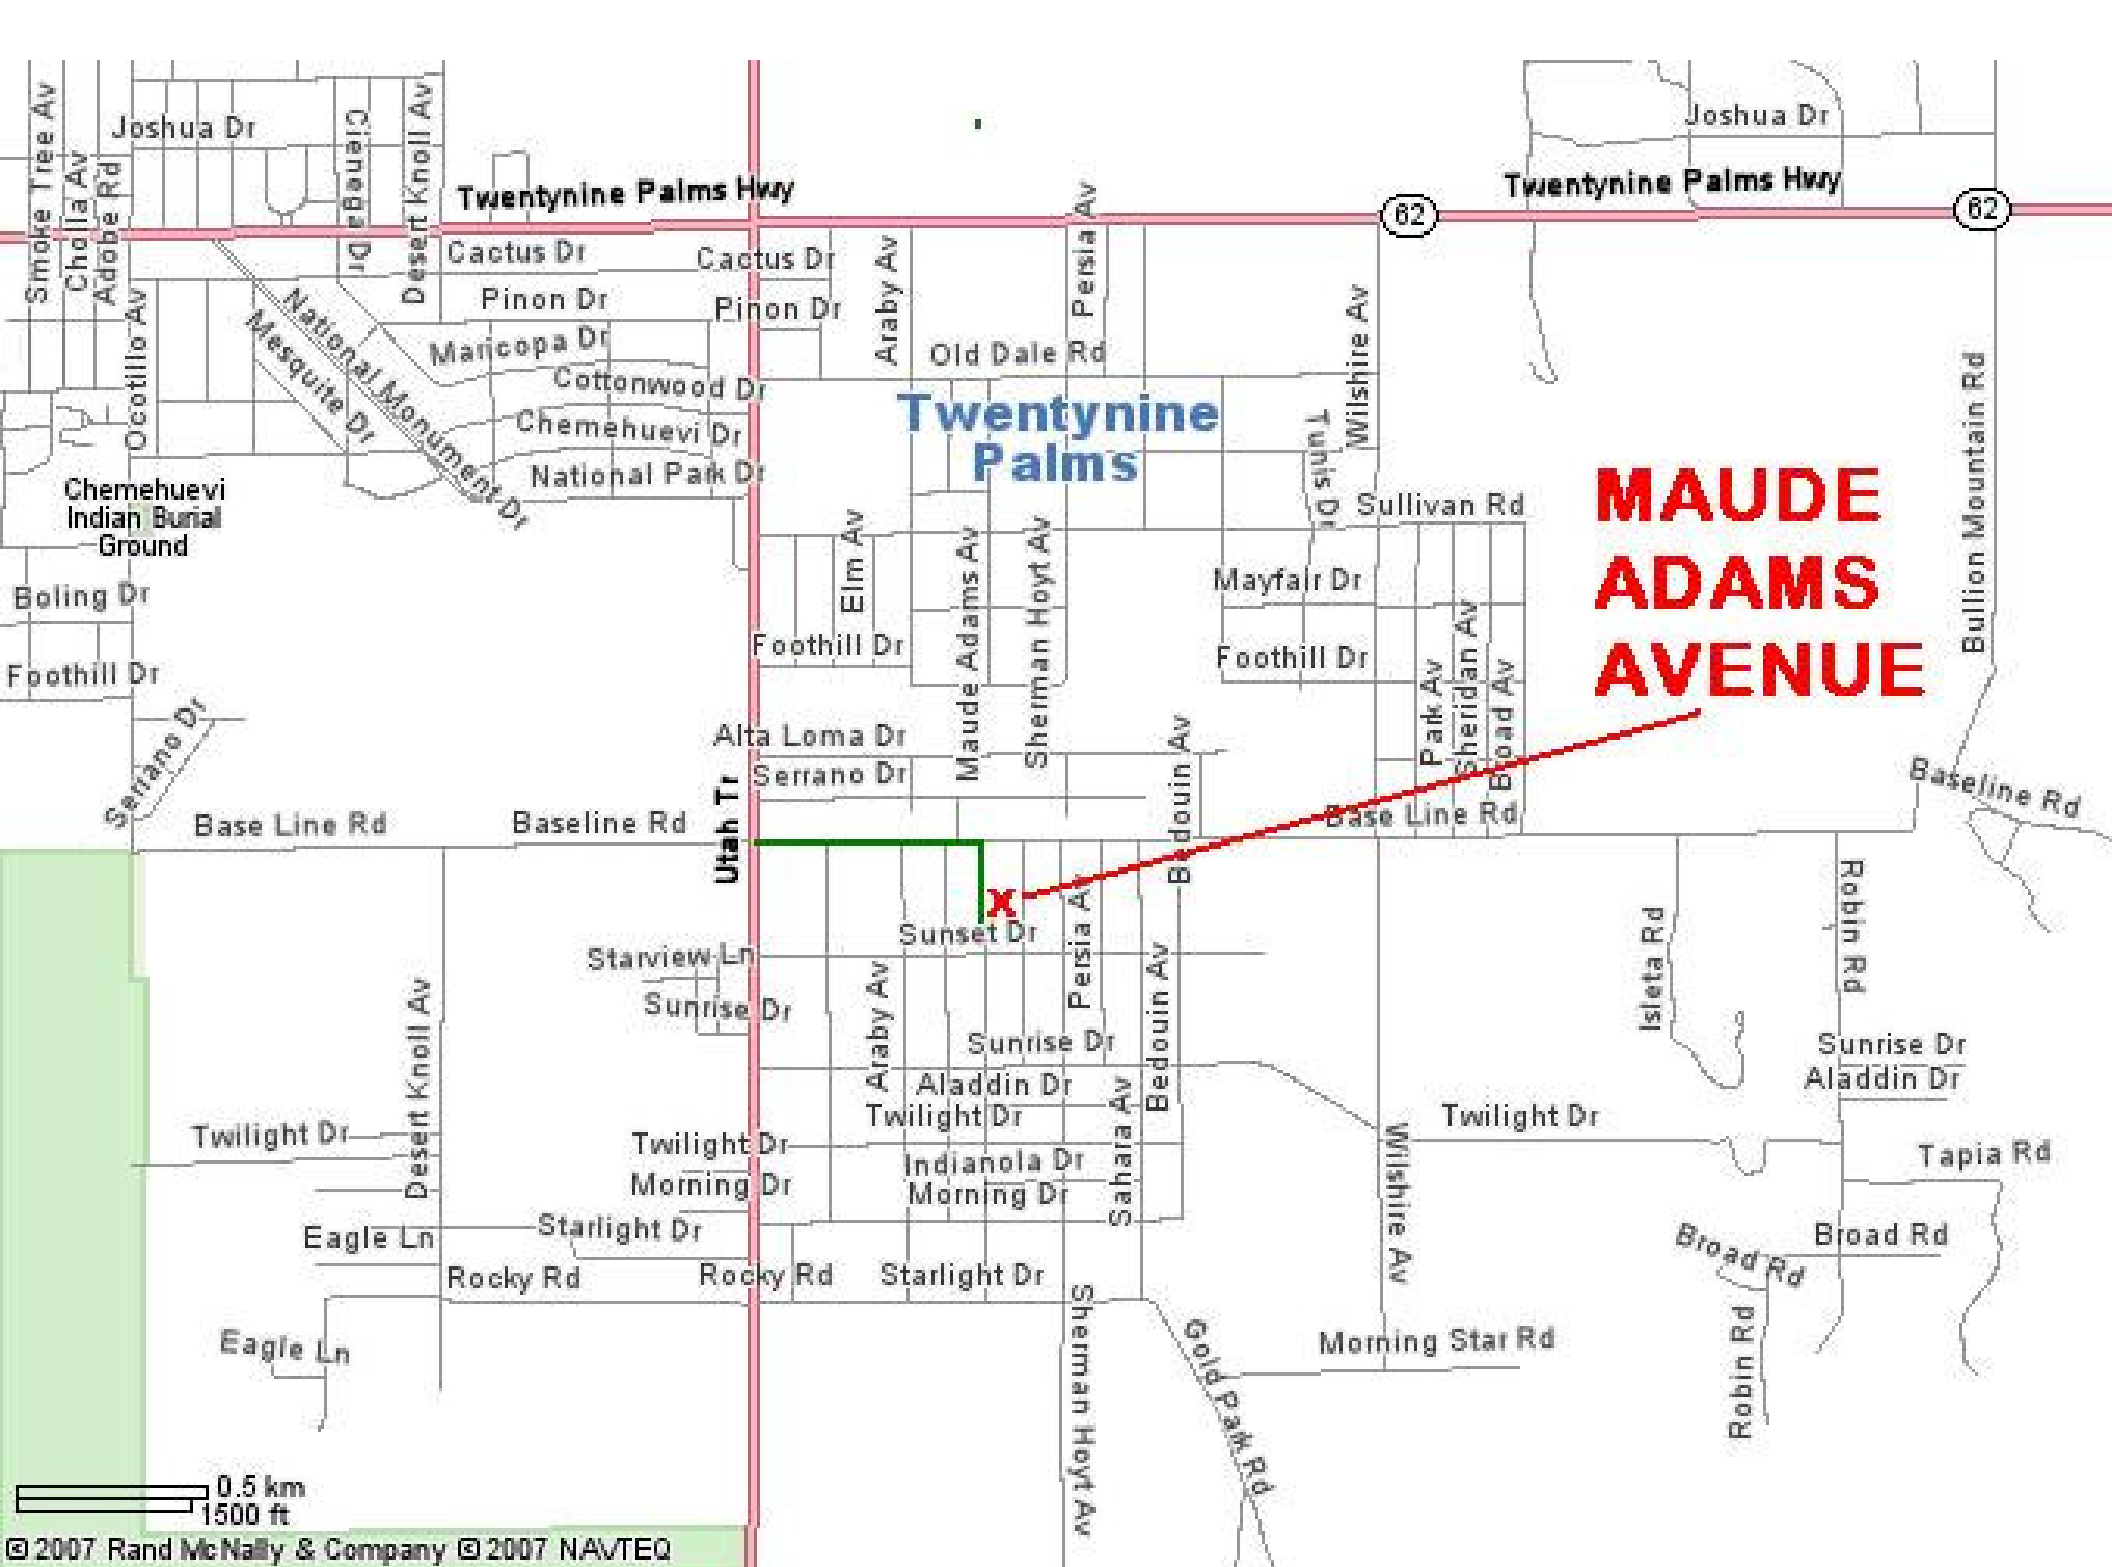 Smoke Tree Av
Cholla Av
Adobe Rd
Joshua Dr
Cienega Dr
Desert Knoll Av
Twentynine Palms Hwy
Persia Av
62
Joshua Dr
Twentynine Palms Hwy
62
Cactus Dr
Cactus Dr
Pinon Dr
Pinon Dr
Araby Av
Ocotillo Av
National Monument Dr
Mesquite Dr
Maricopa Dr
Cottonwood Dr
Chemehuevi Dr
National Park Dr
Old Dale Rd
Wilshire Av
Tunis Dr
Twentynine
Palms
Bullion Mountain Rd
MAUDE
ADAMS
AVENUE
Chemehuevi
Indian Burial
Ground
Sullivan Rd
Elm Av
Maude Adams Av
Sherman Hoyt Av
Mayfair Dr
Boling Dr
Foothill Dr
Foothill Dr
Foothill Dr
Park Av
Sheridan Av
Broad Av
Serrano Dr
Alta Loma Dr
Serrano Dr
Bedouin Av
Utah Tr
Base Line Rd
Baseline Rd
Base Line Rd
Baseline Rd
X
Sunset Dr
Persia Av
Robin Rd
Isleta Rd
Starview Ln
Sunrise Dr
Araby Av
Bedouin Av
Desert Knoll Av
Sunrise Dr
Aladdin Dr
Twilight Dr
Sahara Av
Sunrise Dr
Aladdin Dr
Twilight Dr
Twilight Dr
Twilight Dr
Wilshire Av
Indianola Dr
Morning Dr
Morning Dr
Tapia Rd
Eagle Ln
Starlight Dr
Broad Rd
Broad Rd
Rocky Rd
Rocky Rd
Starlight Dr
Sherman Hoyt Av
Gold Park Rd
Morning Star Rd
Robin Rd
Eagle Ln
0.5 km
1500 ft
© 2007 Rand McNally & Company © 2007 NAVTEQ